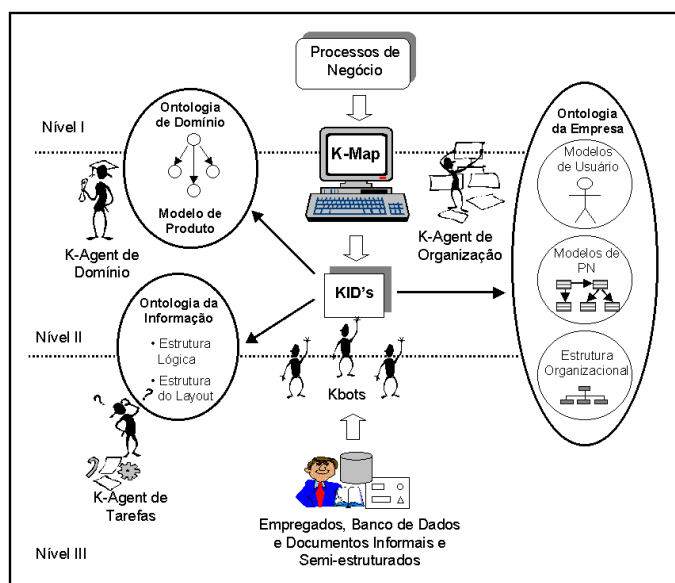 Processos de
Negócio
Nível I
Ontologia
de Domínio
Modelo de
Produto
K-Map
Ontologia
da Empresa
Modelos
de Usuário
K-Agent de
Domínio
K-Agent de
Organização
Modelos
de PN
KID's
Ontologia da
Informação
• Estrutura
Lógica
• Estrutura
do Layout
Nível II
Estrutura
Organizacional
Kbots
?
?
K-Agent de
Tarefas
Empregados, Banco de Dados
e Documentos Informais e
Semi-estruturados
Nível III